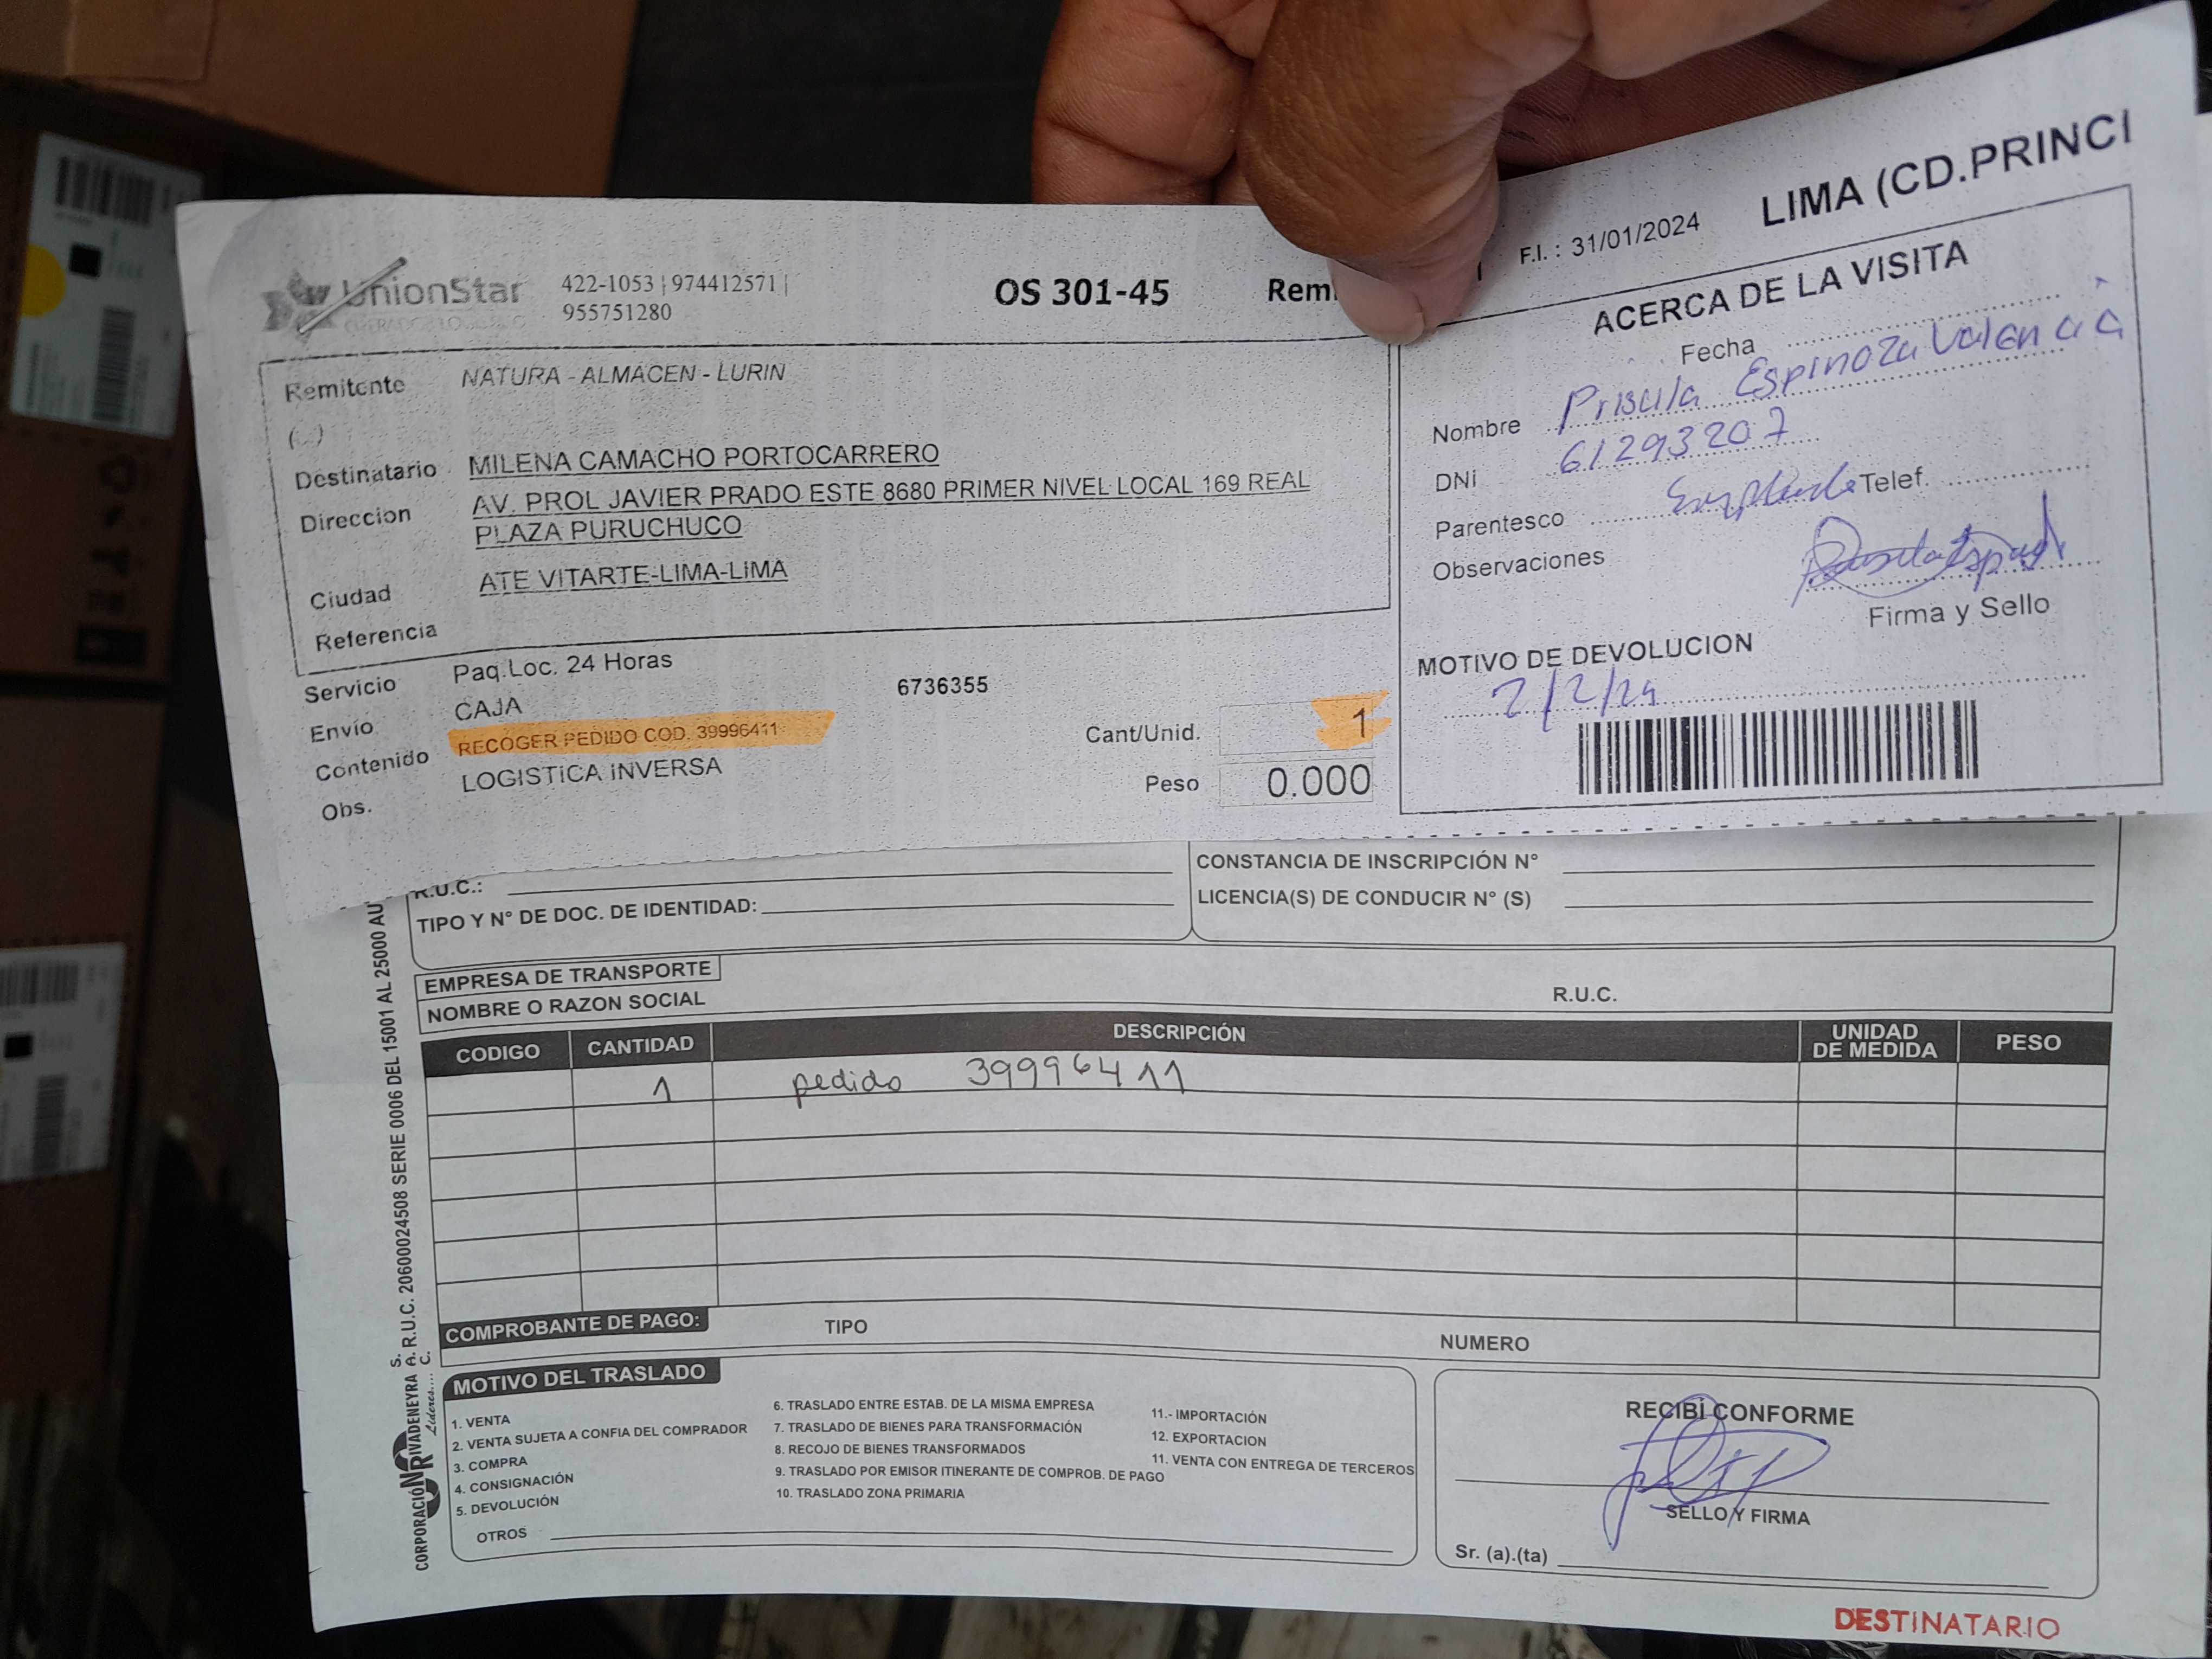 UnionStar
OPERADOR LOGISTICO
422-1053 | 974412571 |
955751280
OS 301-45
Rem
F.I. : 31/01/2024
LIMA (CD.PRINCI
Remitente NATURA - ALMACEN - LURIN
Destinatario MILENA CAMACHO PORTOCARRERO
Direccion AV. PROL JAVIER PRADO ESTE 8680 PRIMER NIVEL LOCAL 169 REAL
PLAZA PURUCHUCO
Ciudad ATE VITARTE-LIMA-LIMA
Referencia
Servicio Paq.Loc. 24 Horas
Envío CAJA 6736355
Contenido RECOGER PEDIDO COD. 39996411
Obs. LOGISTICA INVERSA
Cant/Unid. 1
Peso 0.000
ACERCA DE LA VISITA
Fecha
Nombre Espinoza Valencia
DNi 61293207
Parentesco Telef.
Observaciones
Firma y Sello
MOTIVO DE DEVOLUCION
2/2/24
R.U.C.:
TIPO Y N° DE DOC. DE IDENTIDAD:
CONSTANCIA DE INSCRIPCIÓN N°
LICENCIA(S) DE CONDUCIR N° (S)
EMPRESA DE TRANSPORTE
NOMBRE O RAZON SOCIAL R.U.C.
CODIGO CANTIDAD DESCRIPCIÓN UNIDAD DE MEDIDA PESO
1 pedido 39996411
COMPROBANTE DE PAGO: TIPO NUMERO
MOTIVO DEL TRASLADO
1. VENTA
2. VENTA SUJETA A CONFIA DEL COMPRADOR
3. COMPRA
4. CONSIGNACIÓN
5. DEVOLUCIÓN
OTROS
6. TRASLADO ENTRE ESTAB. DE LA MISMA EMPRESA
7. TRASLADO DE BIENES PARA TRANSFORMACIÓN
8. RECOJO DE BIENES TRANSFORMADOS
9. TRASLADO POR EMISOR ITINERANTE DE COMPROB. DE PAGO
10. TRASLADO ZONA PRIMARIA
11.- IMPORTACIÓN
12. EXPORTACION
11. VENTA CON ENTREGA DE TERCEROS
RECIBÍ CONFORME
SELLO Y FIRMA
Sr. (a).(ta)
DESTINATARIO
CORPORACIÓN RIVADENEYRA S. A. C. R.U.C. 20600024508 SERIE 0006 DEL 15001 AL 25000 AU
Líderes....